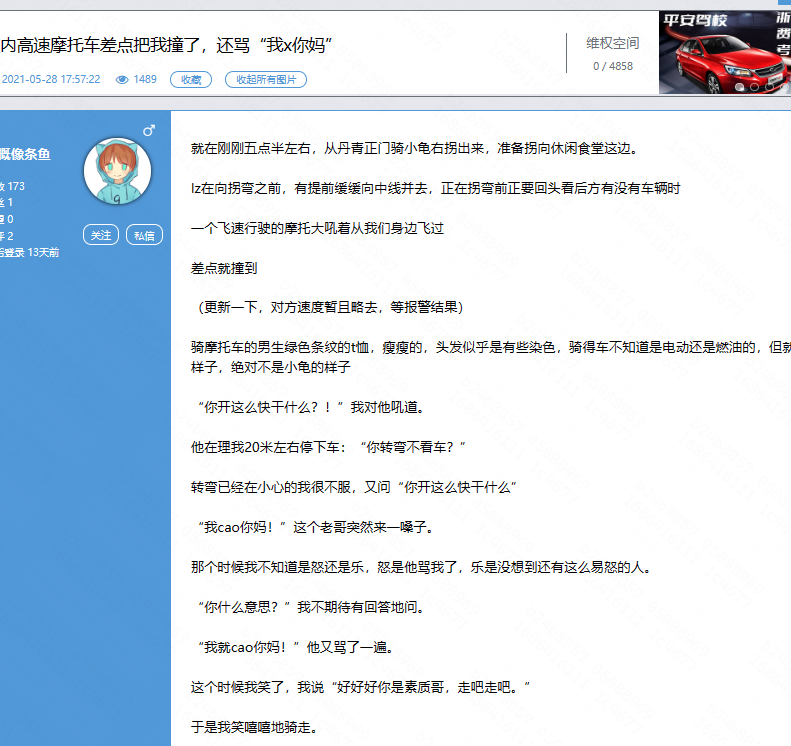 内高速摩托车差点把我撞了，还骂“我x你妈”
2021-05-28 17:57:22
1489
收藏
收起所有图片
维权空间
0 / 4858
平安驾校
浙
西
考
慨像条鱼
173
1
0
2
登录 13天前
关注
私信
就在刚刚五点半左右，从丹青正门骑小龟右拐出来，准备拐向休闲食堂这边。
lz在向拐弯之前，有提前缓缓向中线并去，正在拐弯前正要回头看后方有没有车辆时
一个飞速行驶的摩托大吼着从我们身边飞过
差点就撞到
（更新一下，对方速度暂且略去，等报警结果）
骑摩托车的男生绿色条纹的t恤，瘦瘦的，头发似乎是有些染色，骑得车不知道是电动还是燃油的，但就
样子，绝对不是小龟的样子
“你开这么快干什么？！”我对他吼道。
他在理我20米左右停下车：“你转弯不看车？”
转弯已经在小心的我很不服，又问“你开这么快干什么”
“我cao你妈！”这个老哥突然来一嗓子。
那个时候我不知道是怒还是乐，怒是他骂我了，乐是没想到还有这么易怒的人。
“你什么意思？”我不期待有回答地问。
“我就cao你妈！”他又骂了一遍。
这个时候我笑了，我说“好好好你是素质哥，走吧走吧。”
于是我笑嘻嘻地骑走。